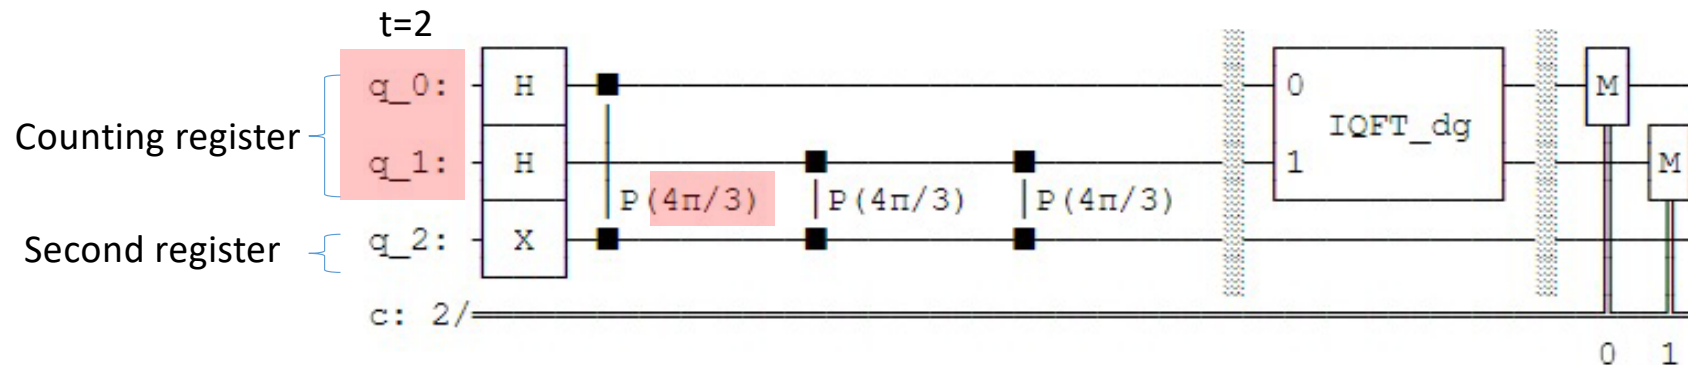 t=2
q_0: H 0 M
Counting register
IQFT_dg
q_1: H 1 M
P(4π/3) P(4π/3) P(4π/3)
Second register
q_2: X
c: 2/
0 1